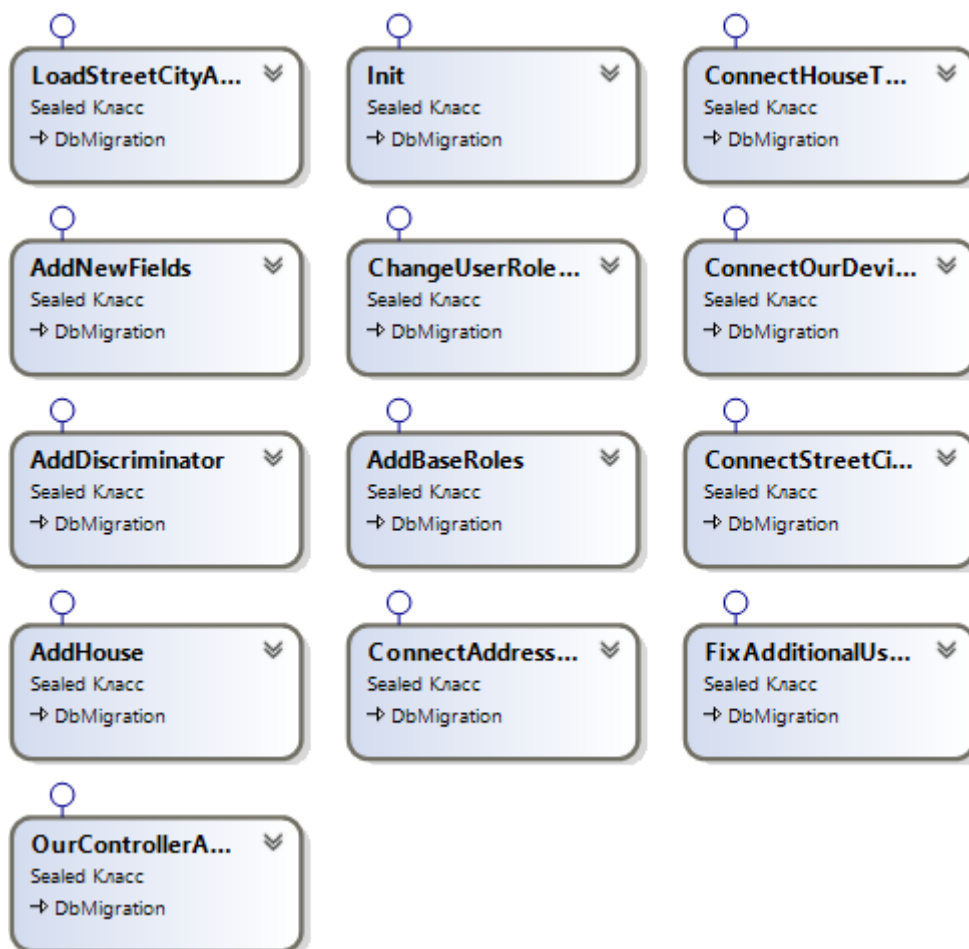 LoadStreetCityA...
Sealed Класс
DbMigration
Init
Sealed Класс
DbMigration
ConnectHouseT...
Sealed Класс
DbMigration
AddNewFields
Sealed Класс
DbMigration
ChangeUserRole...
Sealed Класс
DbMigration
ConnectOurDevi...
Sealed Класс
DbMigration
AddDiscriminator
Sealed Класс
DbMigration
AddBaseRoles
Sealed Класс
DbMigration
ConnectStreetCi...
Sealed Класс
DbMigration
AddHouse
Sealed Класс
DbMigration
ConnectAddress...
Sealed Класс
DbMigration
FixAdditionalUs...
Sealed Класс
DbMigration
OurControllerA...
Sealed Класс
DbMigration